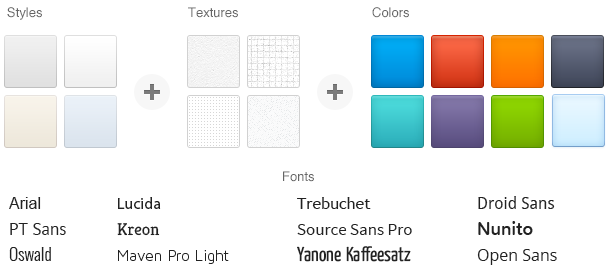 Styles Textures Colors
Fonts
Arial Lucida Trebuchet Droid Sans
PT Sans Kreon Source Sans Pro Nunito
Oswald Maven Pro Light Yanone Kaffeesatz Open Sans